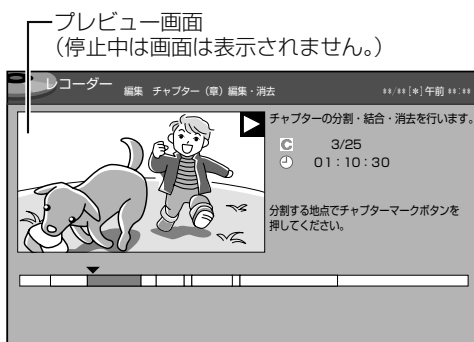 プレビュー画面
（停止中は画面は表示されません。）
レコーダー 編集 チャプター（章）編集・消去 **/**[*]午前**:**
チャプターの分割・結合・消去を行います。
C 3/25
01：10：30
分割する地点でチャプターマークボタンを
押してください。